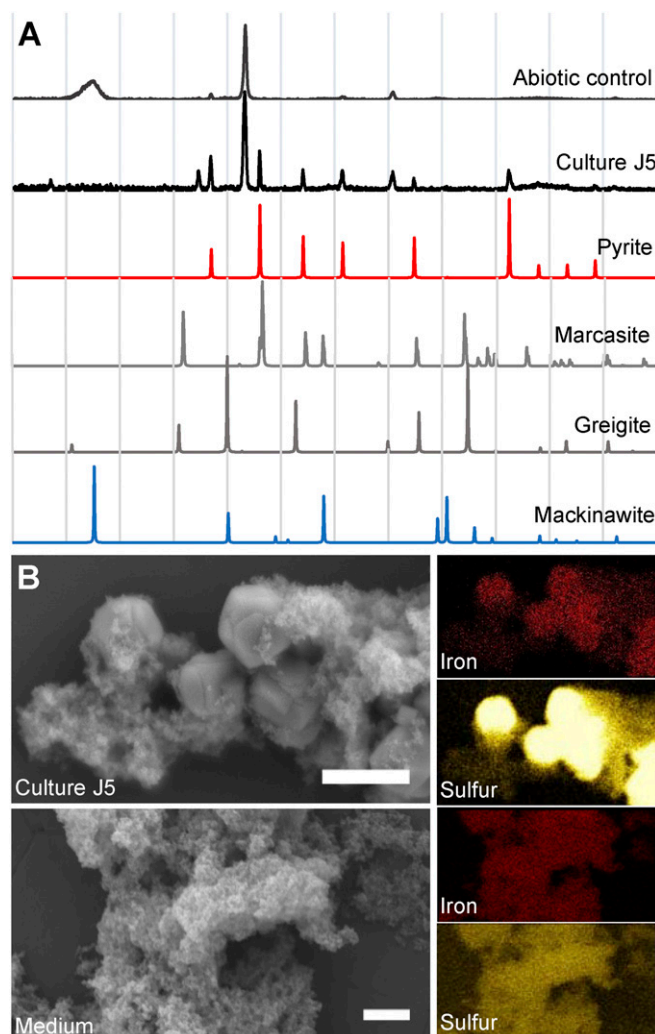 A
Abiotic control
Culture J5
Pyrite
Marcasite
Greigite
Mackinawite
B
Culture J5
Iron
Sulfur
Medium
Iron
Sulfur